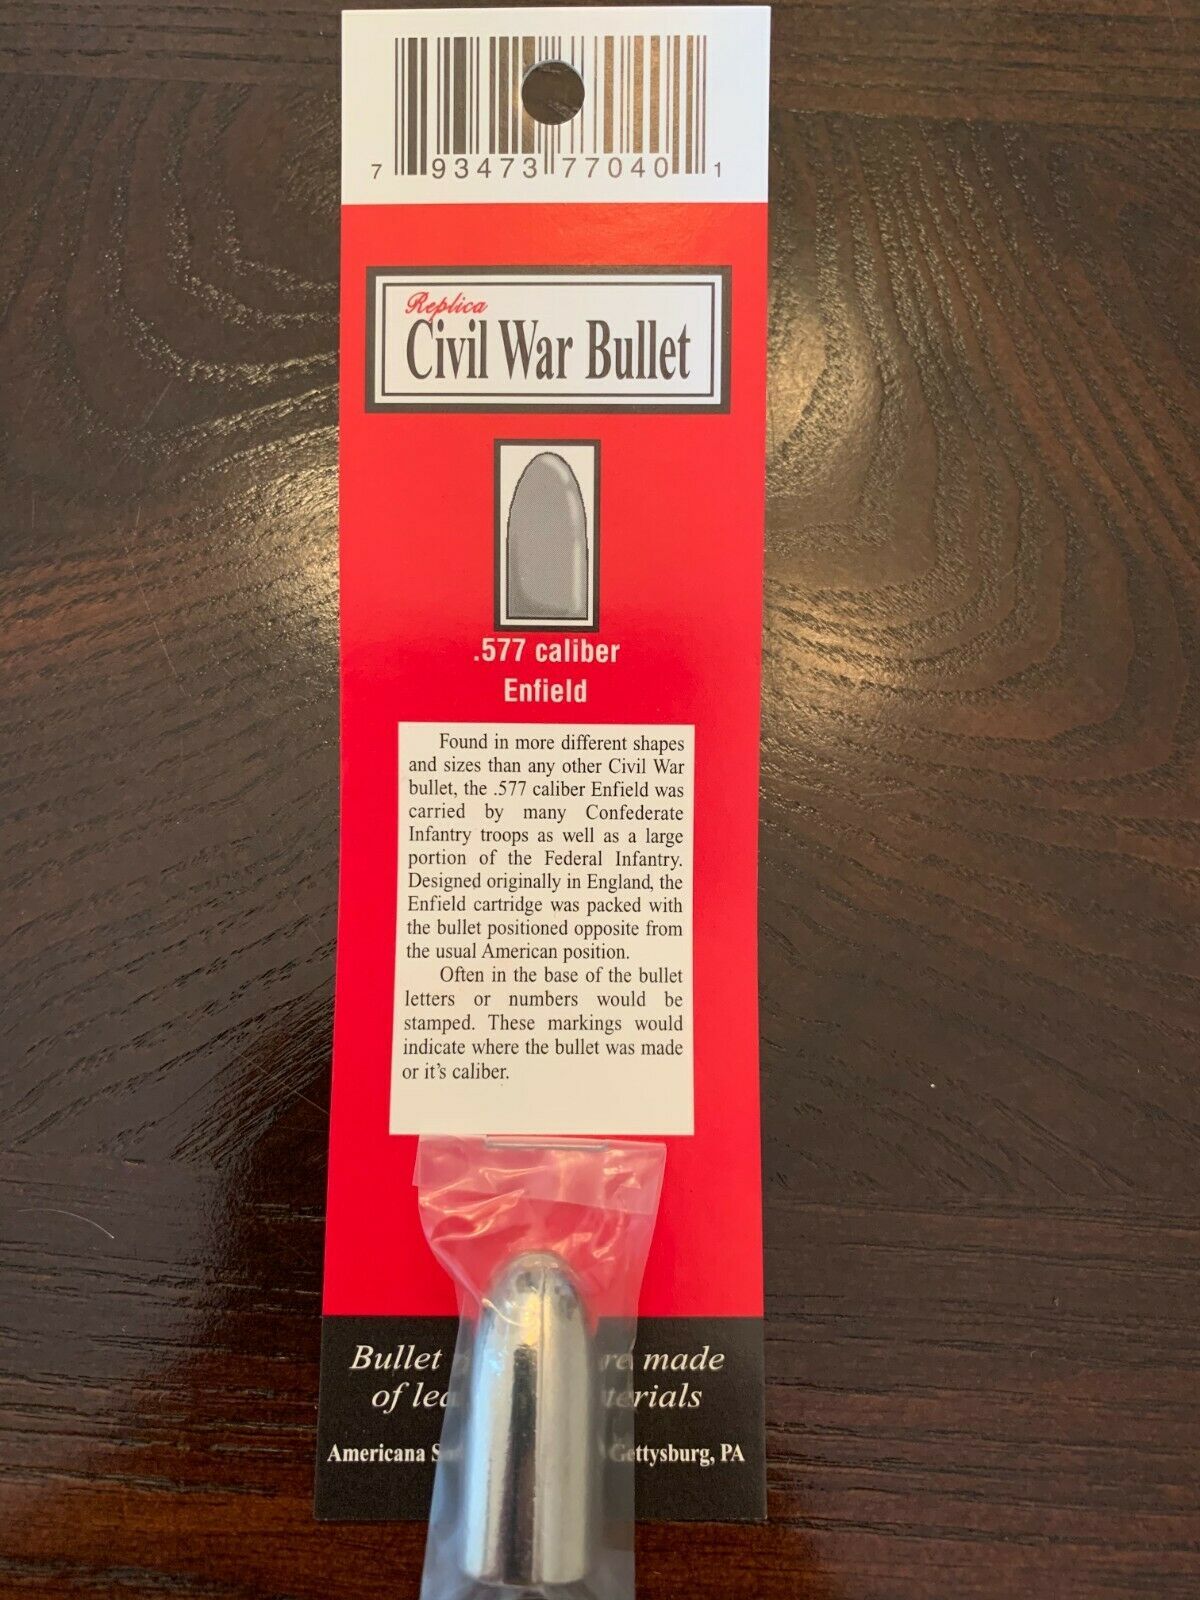 7 93473 77040 1
Replica
Civil War Bullet
.577 caliber
Enfield
Found in more different shapes
and sizes than any other Civil War
bullet, the .577 caliber Enfield was
carried by many Confederate
Infantry troops as well as a large
portion of the Federal Infantry.
Designed originally in England, the
Enfield cartridge was packed with
the bullet positioned opposite from
the usual American position.
Often in the base of the bullet
letters or numbers would be
stamped. These markings would
indicate where the bullet was made
or it's caliber.
Bullet made
of
Americana Gettysburg, PA